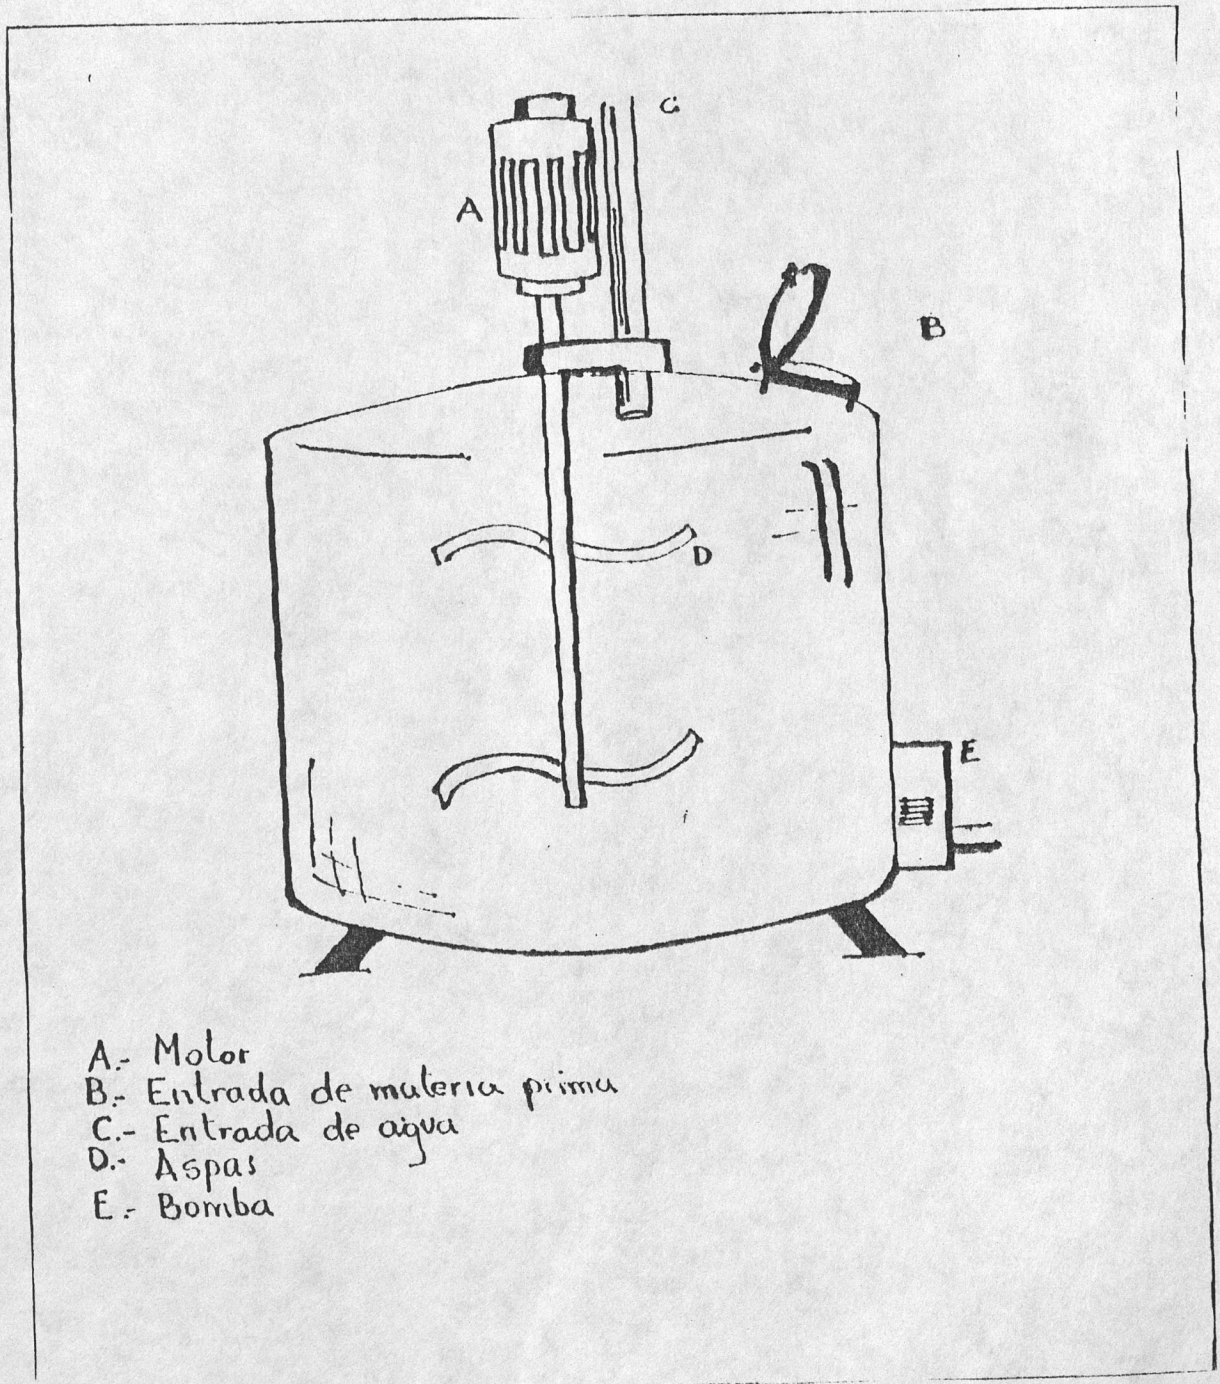 C
A
B
D
E
A.- Motor
B.- Entrada de materia prima
C.- Entrada de agua
D.- Aspas
E.- Bomba